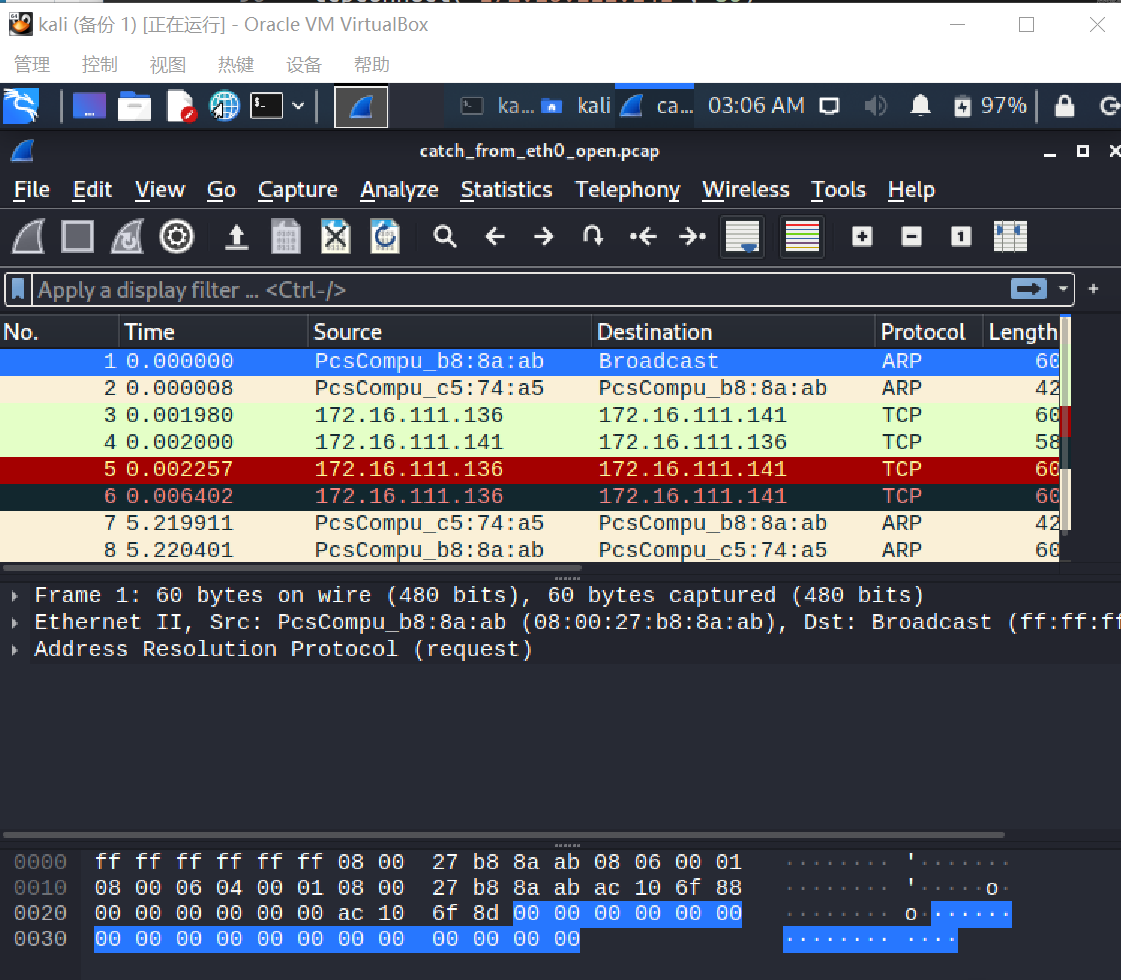 kali (备份 1) [正在运行] - Oracle VM VirtualBox
管理 控制 视图 热键 设备 帮助
ka... kali ca... 03:06 AM 97%
catch_from_eth0_open.pcap
File Edit View Go Capture Analyze Statistics Telephony Wireless Tools Help
Apply a display filter ... <Ctrl-/>
No. Time Source Destination Protocol Length
1 0.000000 PcsCompu_b8:8a:ab Broadcast ARP 60
2 0.000008 PcsCompu_c5:74:a5 PcsCompu_b8:8a:ab ARP 42
3 0.001980 172.16.111.136 172.16.111.141 TCP 60
4 0.002000 172.16.111.141 172.16.111.136 TCP 58
5 0.002257 172.16.111.136 172.16.111.141 TCP 60
6 0.006402 172.16.111.136 172.16.111.141 TCP 60
7 5.219911 PcsCompu_c5:74:a5 PcsCompu_b8:8a:ab ARP 42
8 5.220401 PcsCompu_b8:8a:ab PcsCompu_c5:74:a5 ARP 60
Frame 1: 60 bytes on wire (480 bits), 60 bytes captured (480 bits)
Ethernet II, Src: PcsCompu_b8:8a:ab (08:00:27:b8:8a:ab), Dst: Broadcast (ff:ff:ff
Address Resolution Protocol (request)
0000 ff ff ff ff ff ff 08 00 27 b8 8a ab 08 06 00 01 ········ '·······
0010 08 00 06 04 00 01 08 00 27 b8 8a ab ac 10 6f 88 ········ '·····o·
0020 00 00 00 00 00 00 ac 10 6f 8d 00 00 00 00 00 00 ········ o·······
0030 00 00 00 00 00 00 00 00 00 00 00 00 ········ ····